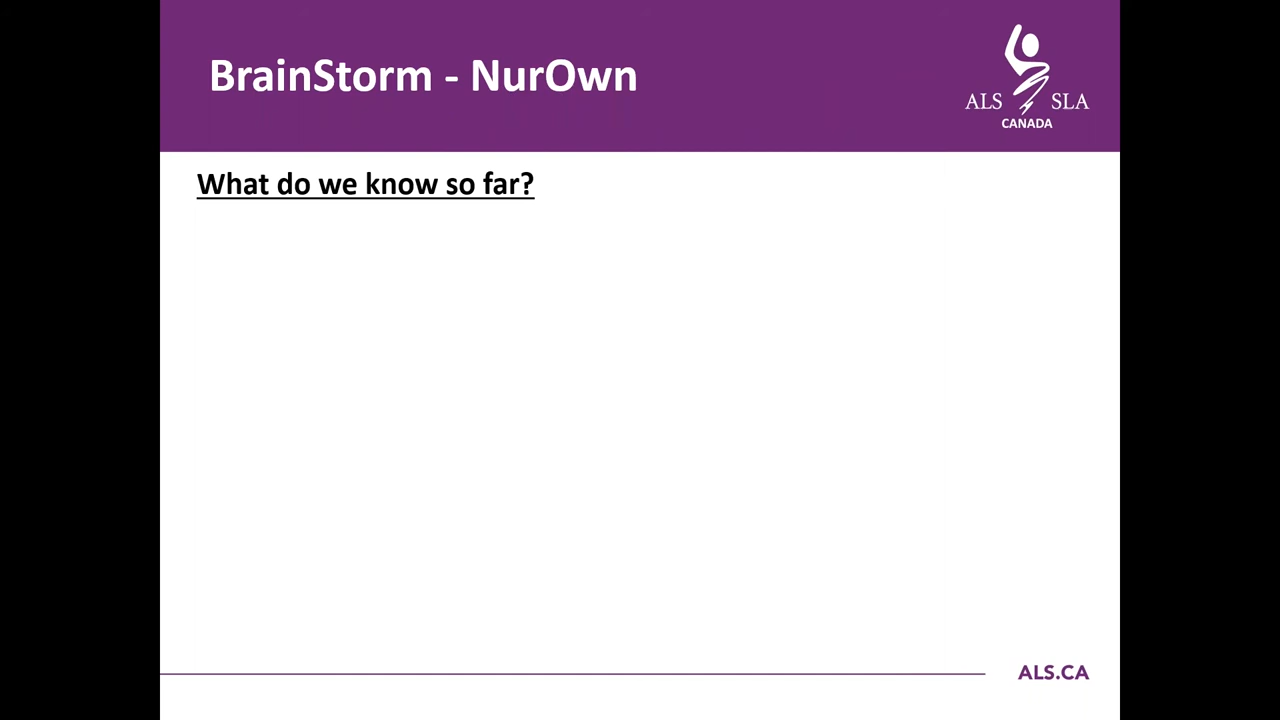 BrainStorm - NurOwn
ALS SLA
CANADA
What do we know so far?
ALS.CA